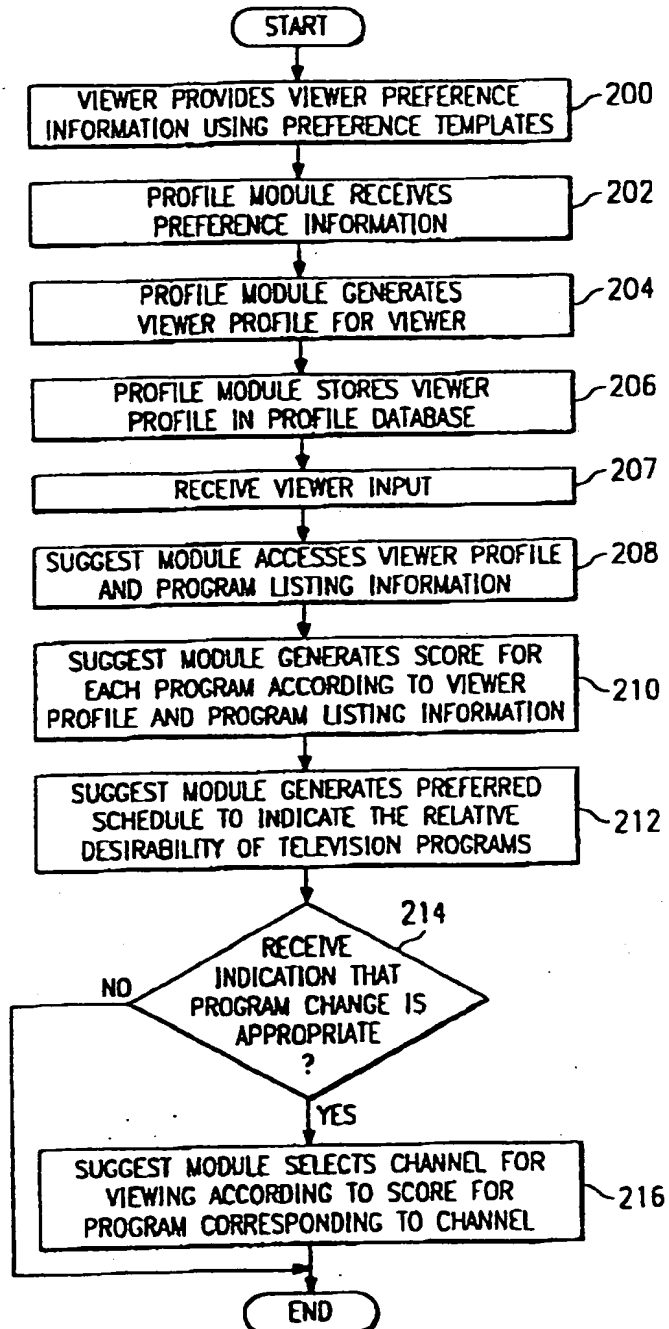 START
VIEWER PROVIDES VIEWER PREFERENCE
INFORMATION USING PREFERENCE TEMPLATES
200
PROFILE MODULE RECEIVES
PREFERENCE INFORMATION
202
PROFILE MODULE GENERATES
VIEWER PROFILE FOR VIEWER
204
PROFILE MODULE STORES VIEWER
PROFILE IN PROFILE DATABASE
206
RECEIVE VIEWER INPUT
207
SUGGEST MODULE ACCESSES VIEWER PROFILE
AND PROGRAM LISTING INFORMATION
208
SUGGEST MODULE GENERATES SCORE FOR
EACH PROGRAM ACCORDING TO VIEWER
PROFILE AND PROGRAM LISTING INFORMATION
210
SUGGEST MODULE GENERATES PREFERRED
SCHEDULE TO INDICATE THE RELATIVE
DESIRABILITY OF TELEVISION PROGRAMS
212
214
RECEIVE
INDICATION THAT
PROGRAM CHANGE IS
APPROPRIATE
?
NO
YES
SUGGEST MODULE SELECTS CHANNEL FOR
VIEWING ACCORDING TO SCORE FOR
PROGRAM CORRESPONDING TO CHANNEL
216
END